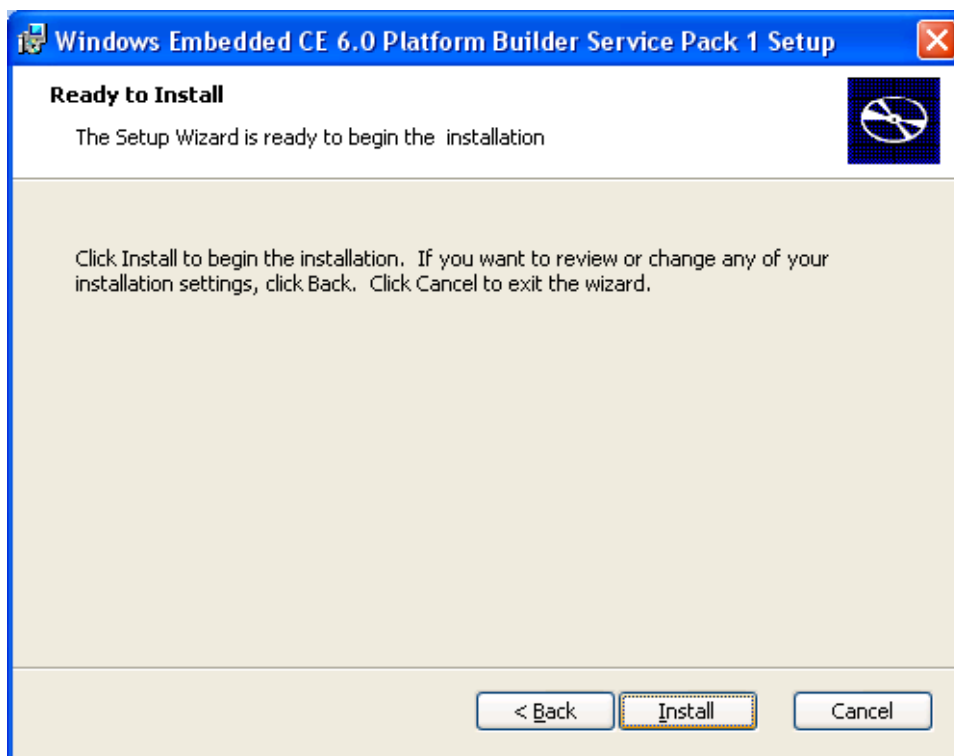 Windows Embedded CE 6.0 Platform Builder Service Pack 1 Setup
Ready to Install
The Setup Wizard is ready to begin the  installation
Click Install to begin the installation.  If you want to review or change any of your
installation settings, click Back.  Click Cancel to exit the wizard.
< Back
Install
Cancel